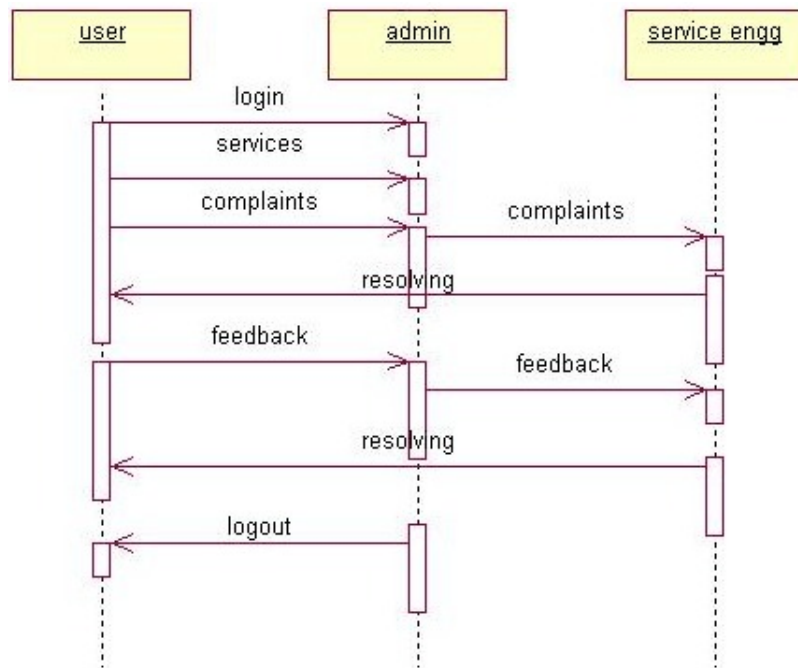 user
admin
service engg
login
services
complaints
complaints
resolving
feedback
feedback
resolving
logout